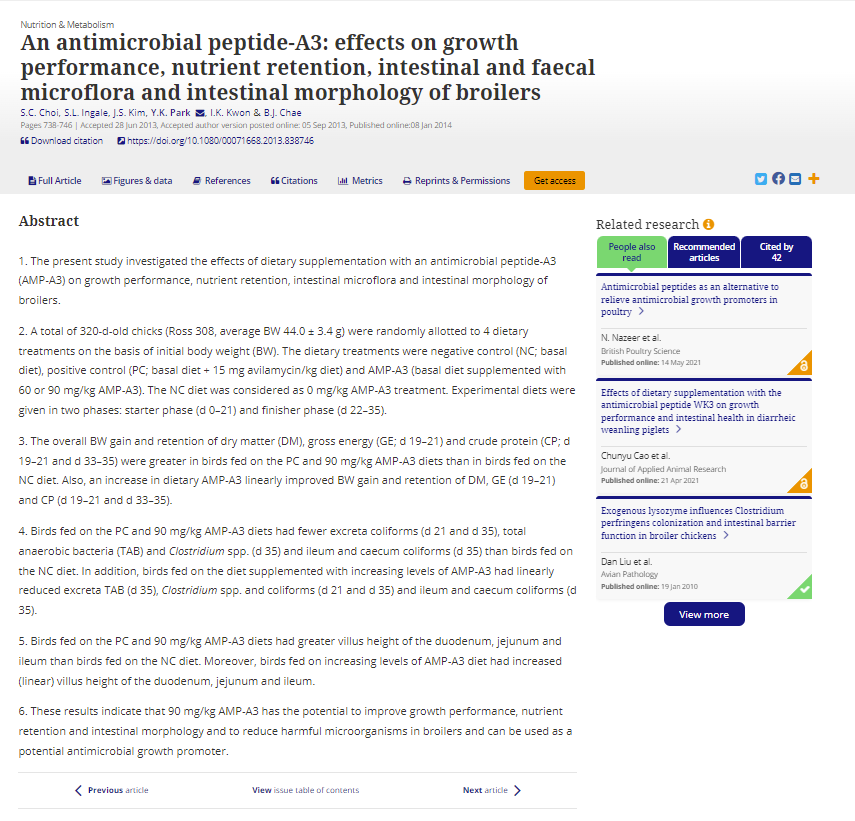 Nutrition & Metabolism
An antimicrobial peptide-A3: effects on growth
performance, nutrient retention, intestinal and faecal
microflora and intestinal morphology of broilers
S.C. Choi, S.L. Ingale, J.S. Kim, Y.K. Park , I.K. Kwon & B.J. Chae
Pages 738-746 | Accepted 28 Jun 2013, Accepted author version posted online: 05 Sep 2013, Published online:08 Jan 2014
Download citation https://doi.org/10.1080/00071668.2013.838746
Full Article Figures & data References Citations Metrics Reprints & Permissions Get access
Abstract
1. The present study investigated the effects of dietary supplementation with an antimicrobial peptide-A3
(AMP-A3) on growth performance, nutrient retention, intestinal microflora and intestinal morphology of
broilers.
2. A total of 320-d-old chicks (Ross 308, average BW 44.0 ± 3.4 g) were randomly allotted to 4 dietary
treatments on the basis of initial body weight (BW). The dietary treatments were negative control (NC; basal
diet), positive control (PC; basal diet + 15 mg avilamycin/kg diet) and AMP-A3 (basal diet supplemented with
60 or 90 mg/kg AMP-A3). The NC diet was considered as 0 mg/kg AMP-A3 treatment. Experimental diets were
given in two phases: starter phase (d 0–21) and finisher phase (d 22–35).
3. The overall BW gain and retention of dry matter (DM), gross energy (GE; d 19–21) and crude protein (CP; d
19–21 and d 33–35) were greater in birds fed on the PC and 90 mg/kg AMP-A3 diets than in birds fed on the
NC diet. Also, an increase in dietary AMP-A3 linearly improved BW gain and retention of DM, GE (d 19–21)
and CP (d 19–21 and d 33–35).
4. Birds fed on the PC and 90 mg/kg AMP-A3 diets had fewer excreta coliforms (d 21 and d 35), total
anaerobic bacteria (TAB) and Clostridium spp. (d 35) and ileum and caecum coliforms (d 35) than birds fed on
the NC diet. In addition, birds fed on the diet supplemented with increasing levels of AMP-A3 had linearly
reduced excreta TAB (d 35), Clostridium spp. and coliforms (d 21 and d 35) and ileum and caecum coliforms (d
35).
5. Birds fed on the PC and 90 mg/kg AMP-A3 diets had greater villus height of the duodenum, jejunum and
ileum than birds fed on the NC diet. Moreover, birds fed on increasing levels of AMP-A3 diet had increased
(linear) villus height of the duodenum, jejunum and ileum.
6. These results indicate that 90 mg/kg AMP-A3 has the potential to improve growth performance, nutrient
retention and intestinal morphology and to reduce harmful microorganisms in broilers and can be used as a
potential antimicrobial growth promoter.
Previous article View issue table of contents Next article
Related research
People also
read
Recommended
articles
Cited by
42
Antimicrobial peptides as an alternative to
relieve antimicrobial growth promoters in
poultry
N. Nazeer et al.
British Poultry Science
Published online: 14 May 2021
Effects of dietary supplementation with the
antimicrobial peptide WK3 on growth
performance and intestinal health in diarrheic
weanling piglets
Chunyu Cao et al.
Journal of Applied Animal Research
Published online: 21 Apr 2021
Exogenous lysozyme influences Clostridium
perfringens colonization and intestinal barrier
function in broiler chickens
Dan Liu et al.
Avian Pathology
Published online: 19 Jan 2010
View more